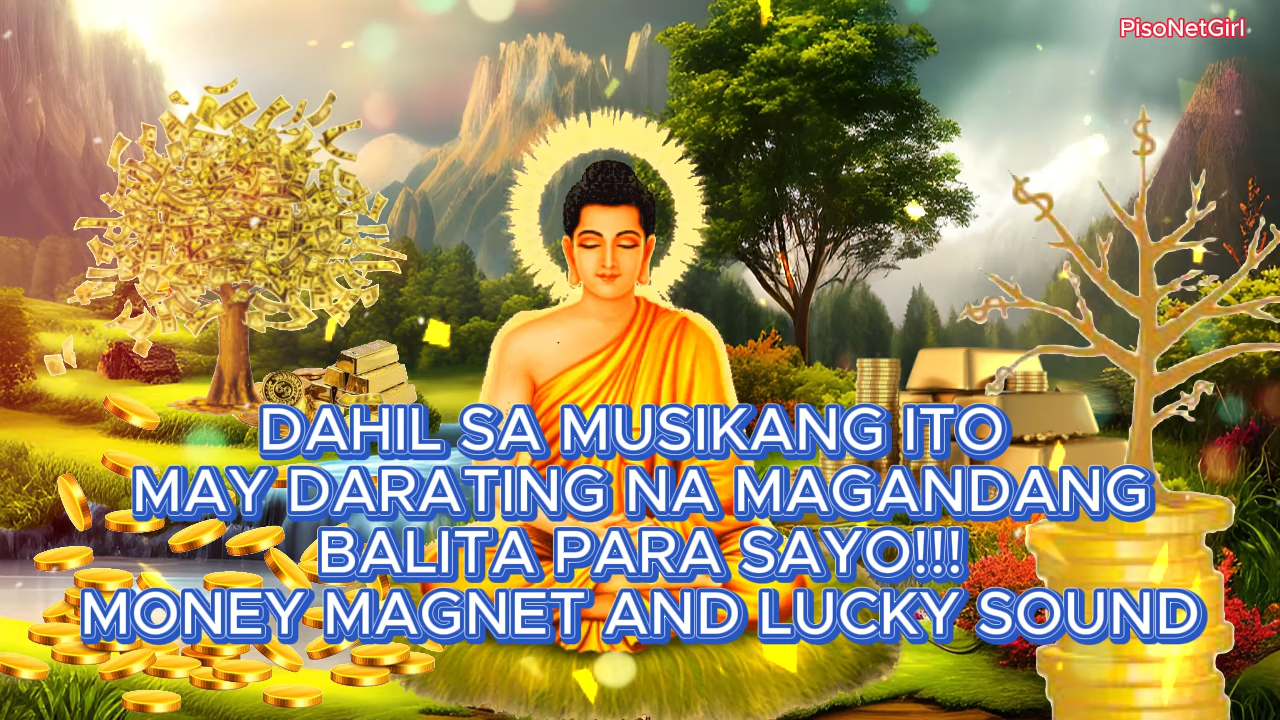 PisoNetGirl
DAHIL SA MUSIKANG ITO
MAY DARATING NA MAGANDANG
BALITA PARA SAYO!!!
MONEY MAGNET AND LUCKY SOUND